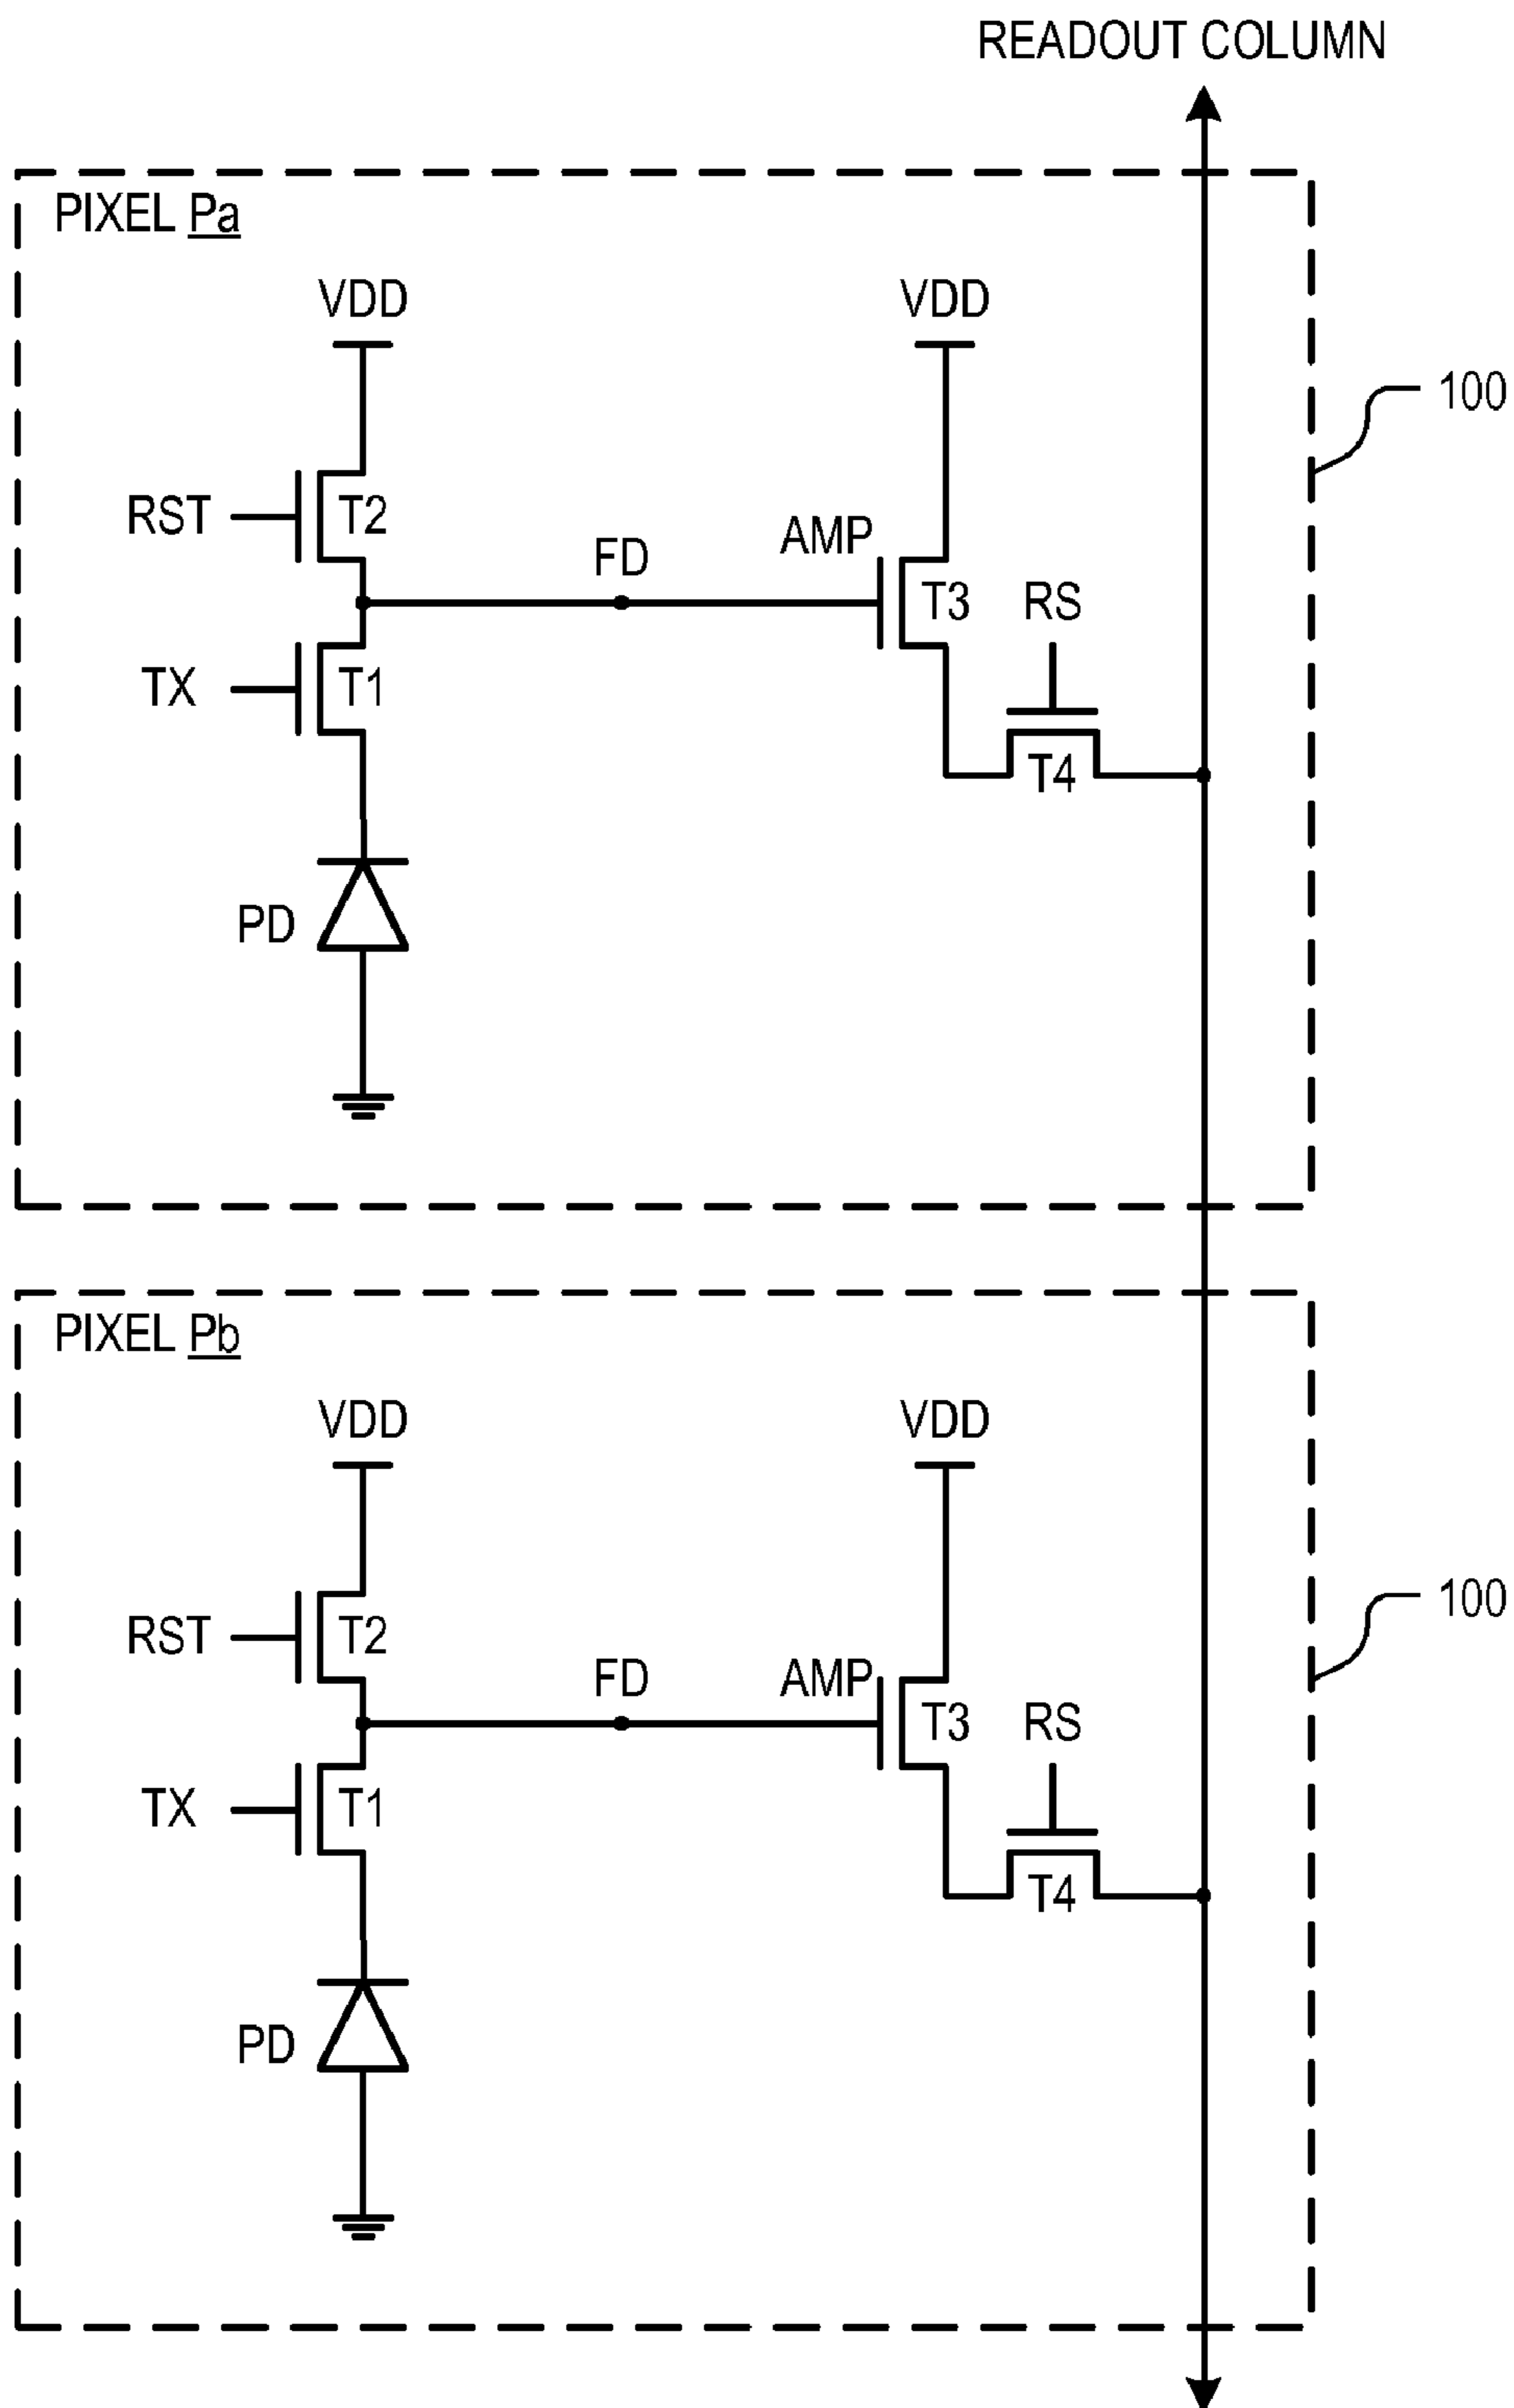 READOUT COLUMN
PIXEL Pa
VDD
VDD
100
RST
T2
FD
AMP
T3
RS
TX
T1
T4
PD
PIXEL Pb
VDD
VDD
100
RST
T2
FD
AMP
T3
RS
TX
T1
T4
PD